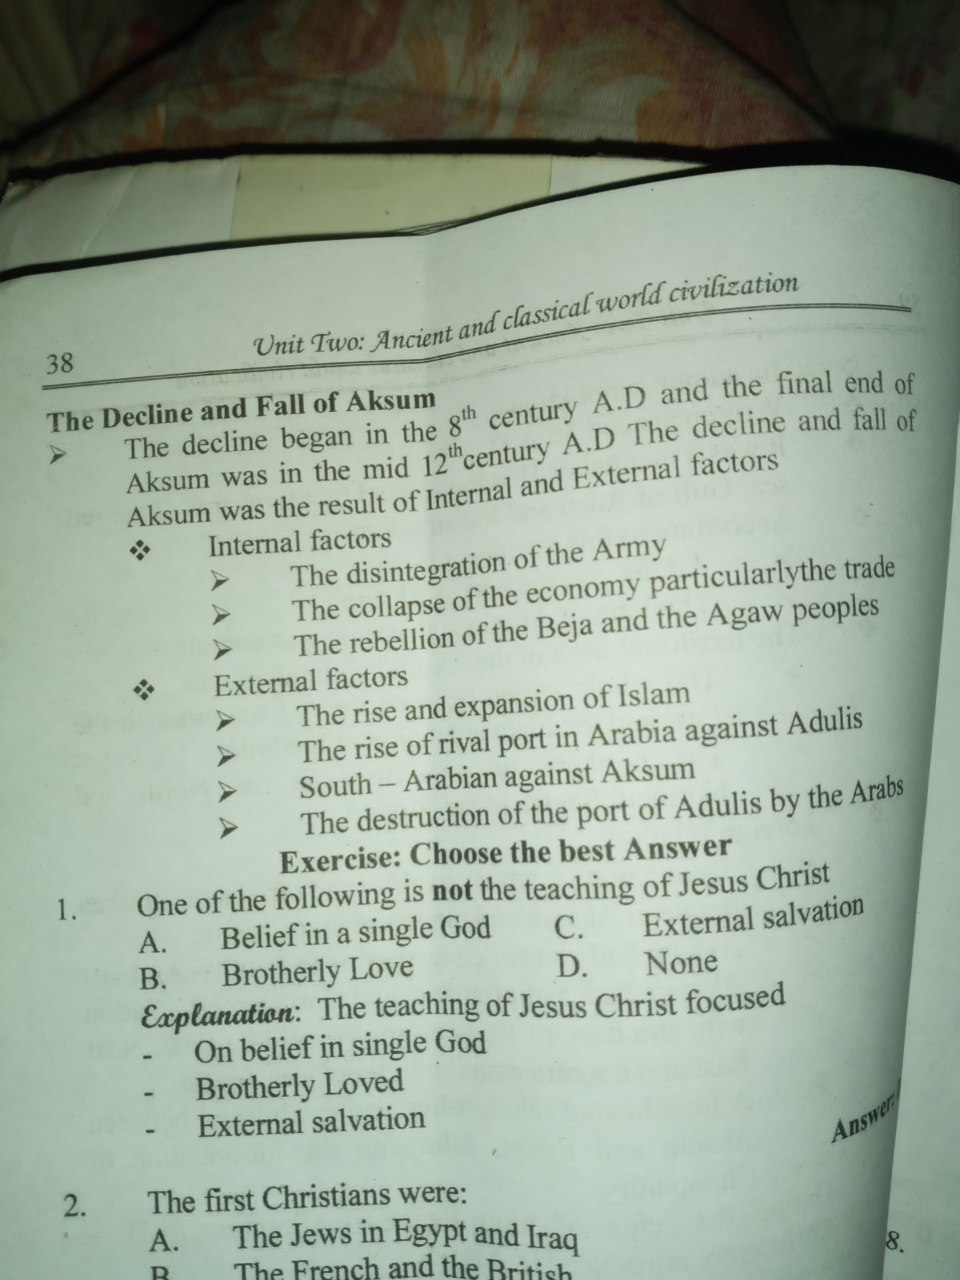 38
Unit Two: Ancient and classical world civilization
The Decline and Fall of Aksum
➢ The decline began in the 8th century A.D and the final end of
Aksum was in the mid 12th century A.D The decline and fall of
Aksum was the result of Internal and External factors
❖ Internal factors
➢ The disintegration of the Army
➢ The collapse of the economy particularlythe trade
➢ The rebellion of the Beja and the Agaw peoples
❖ External factors
➢ The rise and expansion of Islam
➢ The rise of rival port in Arabia against Adulis
➢ South – Arabian against Aksum
➢ The destruction of the port of Adulis by the Arabs
Exercise: Choose the best Answer
1. One of the following is not the teaching of Jesus Christ
A. Belief in a single God C. External salvation
B. Brotherly Love D. None
Explanation: The teaching of Jesus Christ focused
- On belief in single God
- Brotherly Loved
- External salvation
Answer:
2. The first Christians were:
A. The Jews in Egypt and Iraq
8.
B. The French and the British